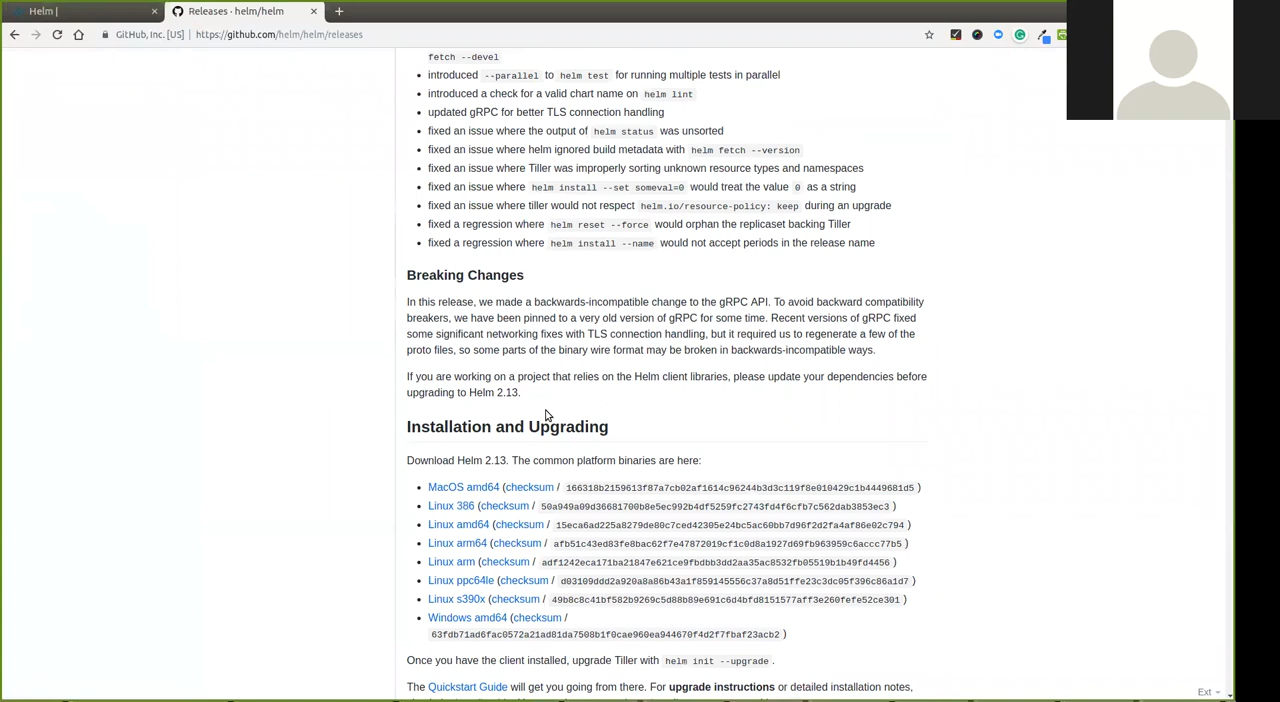 Helm |
Releases · helm/helm
GitHub, Inc. [US]
https://github.com/helm/helm/releases
fetch --devel
introduced --parallel to helm test for running multiple tests in parallel
introduced a check for a valid chart name on helm lint
updated gRPC for better TLS connection handling
fixed an issue where the output of helm status was unsorted
fixed an issue where helm ignored build metadata with helm fetch --version
fixed an issue where Tiller was improperly sorting unknown resource types and namespaces
fixed an issue where helm install --set someval=0 would treat the value 0 as a string
fixed an issue where tiller would not respect helm.io/resource-policy: keep during an upgrade
fixed a regression where helm reset --force would orphan the replicaset backing Tiller
fixed a regression where helm install --name would not accept periods in the release name
Breaking Changes
In this release, we made a backwards-incompatible change to the gRPC API. To avoid backward compatibility
breakers, we have been pinned to a very old version of gRPC for some time. Recent versions of gRPC fixed
some significant networking fixes with TLS connection handling, but it required us to regenerate a few of the
proto files, so some parts of the binary wire format may be broken in backwards-incompatible ways.
If you are working on a project that relies on the Helm client libraries, please update your dependencies before
upgrading to Helm 2.13.
Installation and Upgrading
Download Helm 2.13. The common platform binaries are here:
MacOS amd64 (checksum / 166318b2159613f87a7cb02af1614c96244b3d3c119f8e010429c1b4449681d5 )
Linux 386 (checksum / 50a949a09d36681700b8e5ec992b4df5259fc2743fd4f6cfb7c562dab3853ec3 )
Linux amd64 (checksum / 15eca6ad225a8279de80c7ced42305e24bc5ac60bb7d96f2d2fa4af86e02c794 )
Linux arm64 (checksum / afb51c43ed83fe8bac62f7e47872019cf1c0d8a1927d69fb963959c6accc77b5 )
Linux arm (checksum / adf1242eca171ba21847e621ce9fbdbb3dd2aa35ac8532fb05519b1b49fd4456 )
Linux ppc64le (checksum / d03109ddd2a920a8a86b43a1f859145556c37a8d51ffe23c3dc05f396c86a1d7 )
Linux s390x (checksum / 49b8c8c41bf582b9269c5d88b89e691c6d4bfd8151577aff3e260fefe52ce301 )
Windows amd64 (checksum /
63fdb71ad6fac0572a21ad81da7508b1f0cae960ea944670f4d2f7fbaf23acb2 )
Once you have the client installed, upgrade Tiller with helm init --upgrade .
The Quickstart Guide will get you going from there. For upgrade instructions or detailed installation notes,
Ext